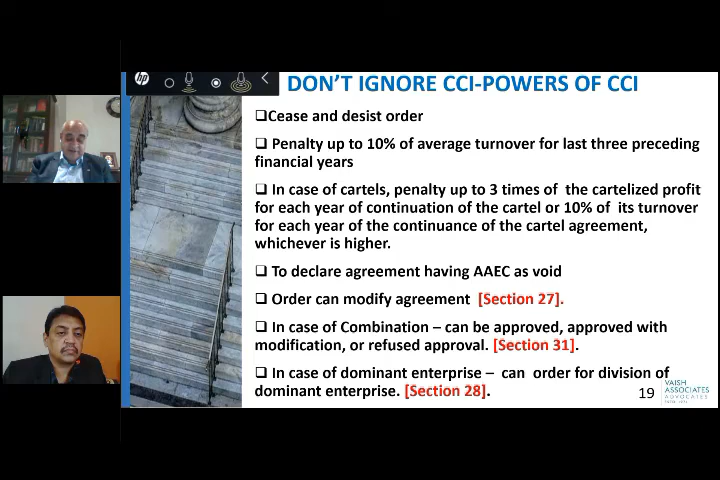 hp
DON'T IGNORE CCI-POWERS OF CCI
❑Cease and desist order
❑ Penalty up to 10% of average turnover for last three preceding
financial years
❑ In case of cartels, penalty up to 3 times of the cartelized profit
for each year of continuation of the cartel or 10% of its turnover
for each year of the continuance of the cartel agreement,
whichever is higher.
❑ To declare agreement having AAEC as void
❑ Order can modify agreement [Section 27].
❑ In case of Combination – can be approved, approved with
modification, or refused approval. [Section 31].
❑ In case of dominant enterprise – can order for division of
dominant enterprise. [Section 28].
19
VAISH
ASSOCIATES
ADVOCATES